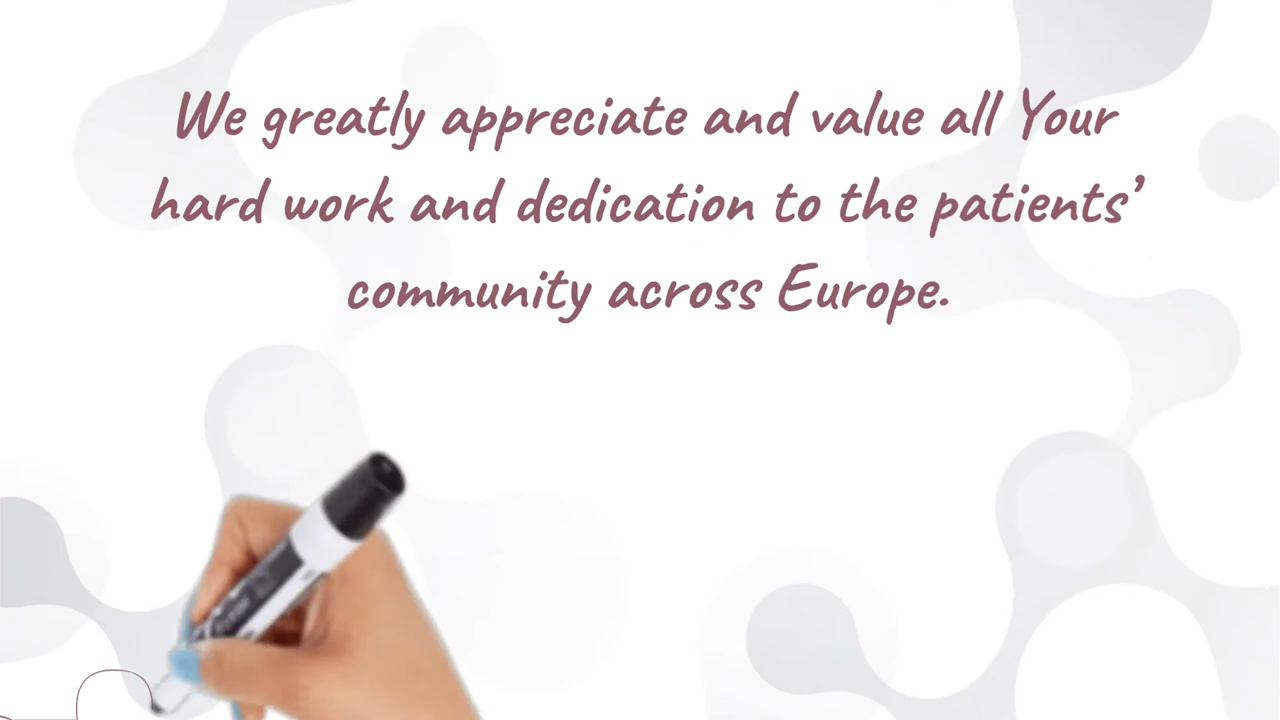 We greatly appreciate and value all Your
hard work and dedication to the patients’
community across Europe.